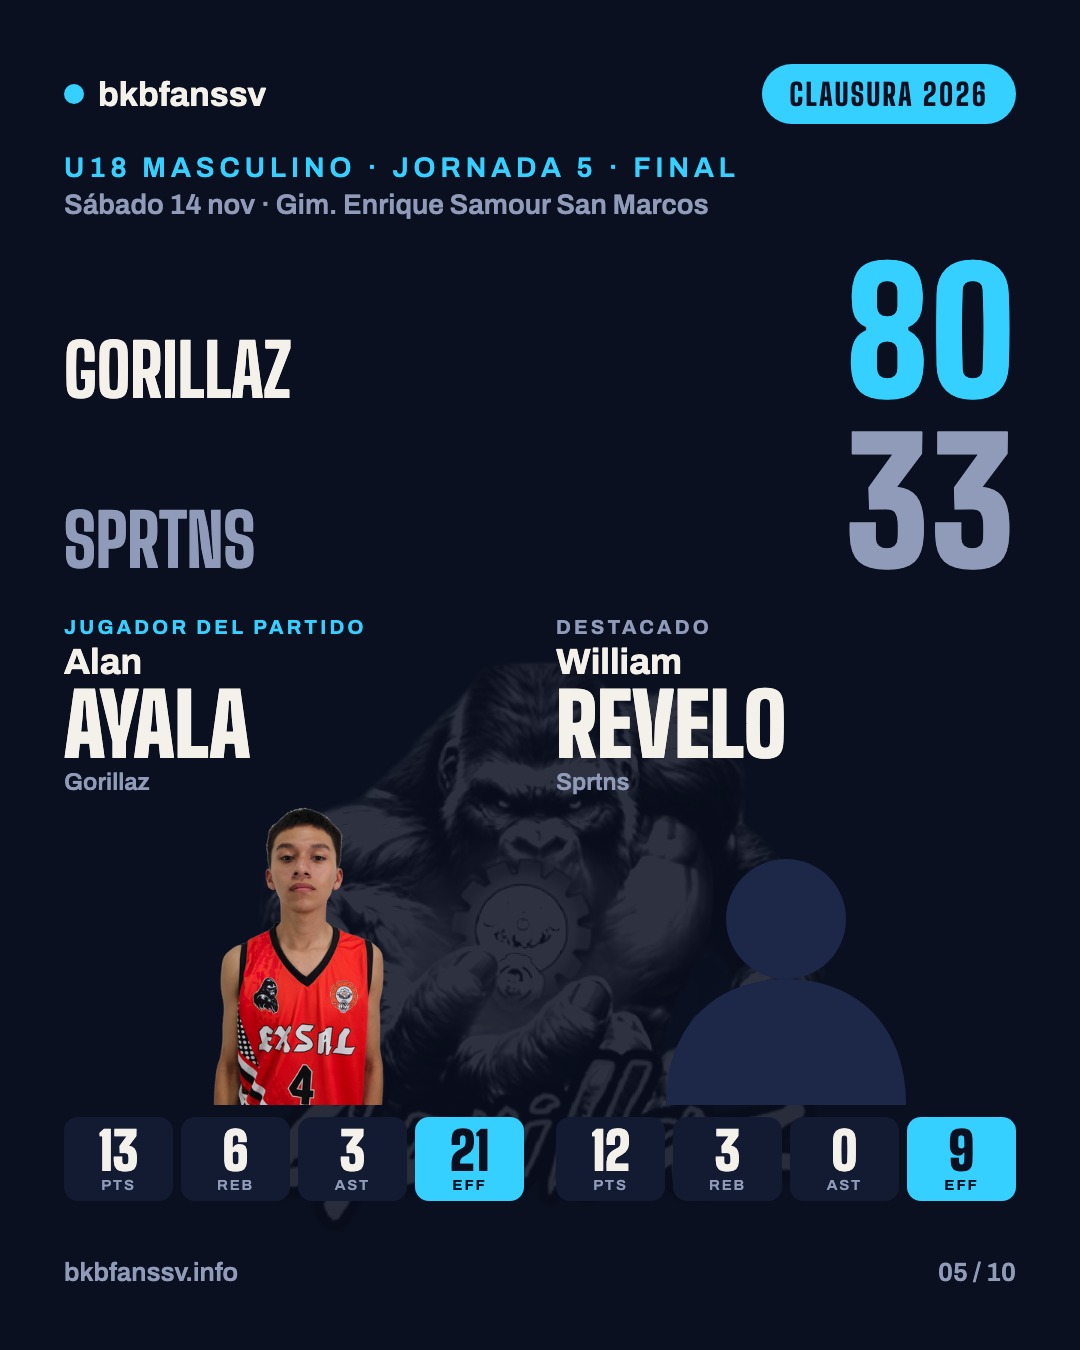 bkbfanssv
CLAUSURA 2026
U18 MASCULINO · JORNADA 5 · FINAL
Sábado 14 nov · Gim. Enrique Samour San Marcos
GORILLAZ
80
SPRTNS
33
JUGADOR DEL PARTIDO
Alan
AYALA
Gorillaz
DESTACADO
William
REVELO
Sprtns
EXSAL
4
13
PTS
6
REB
3
AST
21
EFF
12
PTS
3
REB
0
AST
9
EFF
bkbfanssv.info
05 / 10